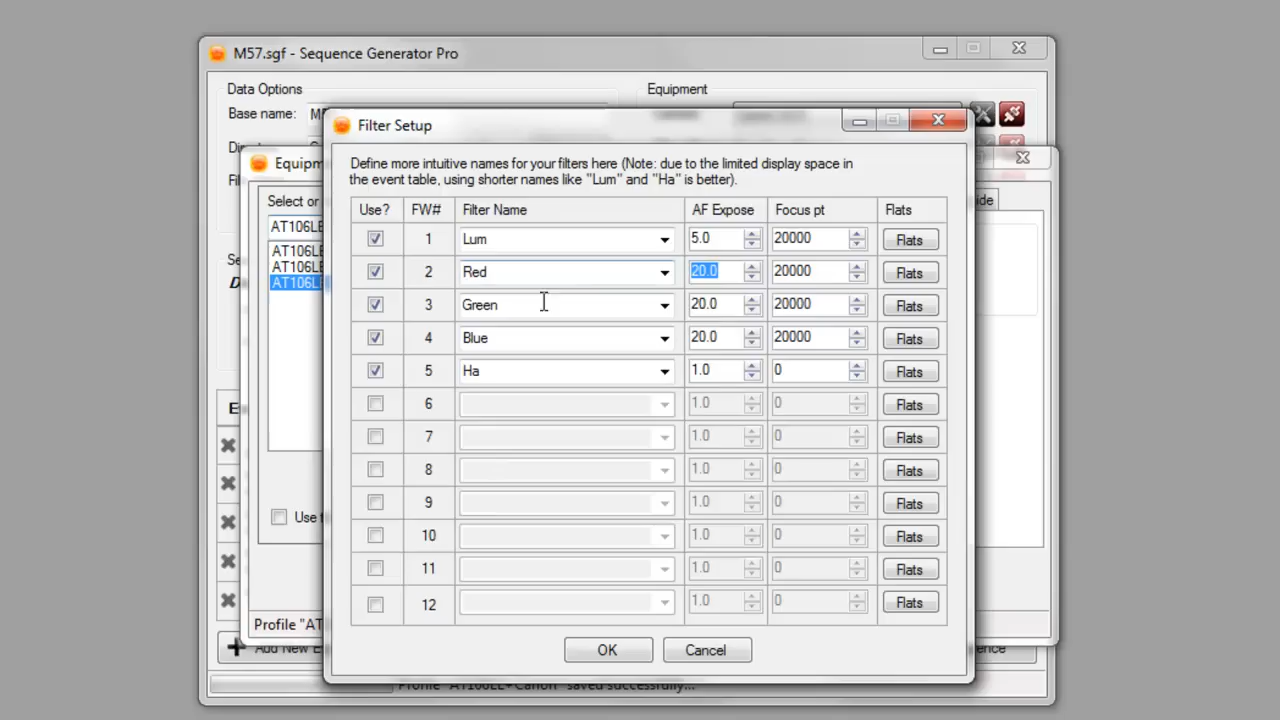 M57.sgf - Sequence Generator Pro
Data Options
Equipment
Base name:
Filter Setup
Define more intuitive names for your filters here (Note: due to the limited display space in
the event table, using shorter names like "Lum" and "Ha" is better).
Select or
AT106LE
AT106LE
AT106LE
AT106LE
Use? FW# Filter Name AF Expose Focus pt Flats
1 Lum 5.0 20000 Flats
2 Red 20.0 20000 Flats
3 Green 20.0 20000 Flats
4 Blue 20.0 20000 Flats
5 Ha 1.0 0 Flats
6 1.0 0 Flats
7 1.0 0 Flats
8 1.0 0 Flats
9 1.0 0 Flats
10 1.0 0 Flats
11 1.0 0 Flats
12 1.0 0 Flats
Use
Profile "AT
OK Cancel
Add New